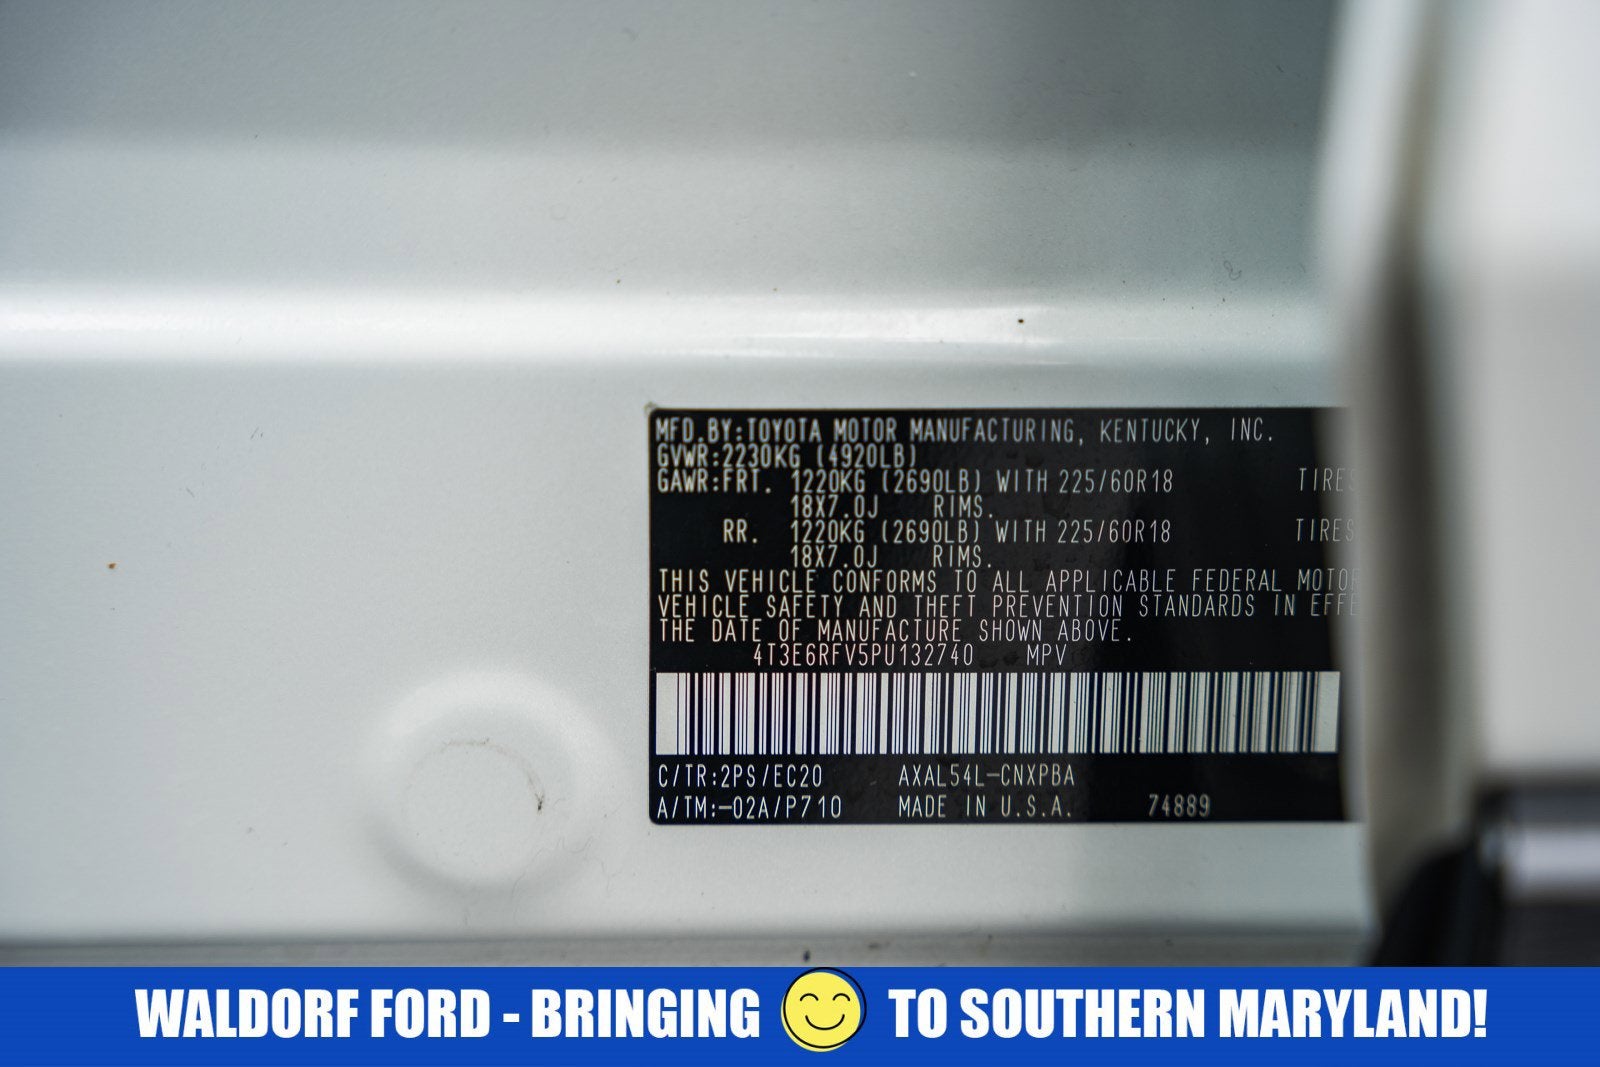 MFD.BY:TOYOTA MOTOR MANUFACTURING, KENTUCKY, INC.
GVWR:2230KG (4920LB)
GAWR:FRT. 1220KG (2690LB) WITH 225/60R18 TIRES
18X7.0J RIMS.
RR. 1220KG (2690LB) WITH 225/60R18 TIRES
18X7.0J RIMS.
THIS VEHICLE CONFORMS TO ALL APPLICABLE FEDERAL MOTOR
VEHICLE SAFETY AND THEFT PREVENTION STANDARDS IN EFFE
THE DATE OF MANUFACTURE SHOWN ABOVE.
4T3E6RFV5PU132740 MPV
C/TR:2PS/EC20 AXAL54L-CNXPBA
A/TM:-02A/P710 MADE IN U.S.A. 74889
WALDORF FORD - BRINGING TO SOUTHERN MARYLAND!